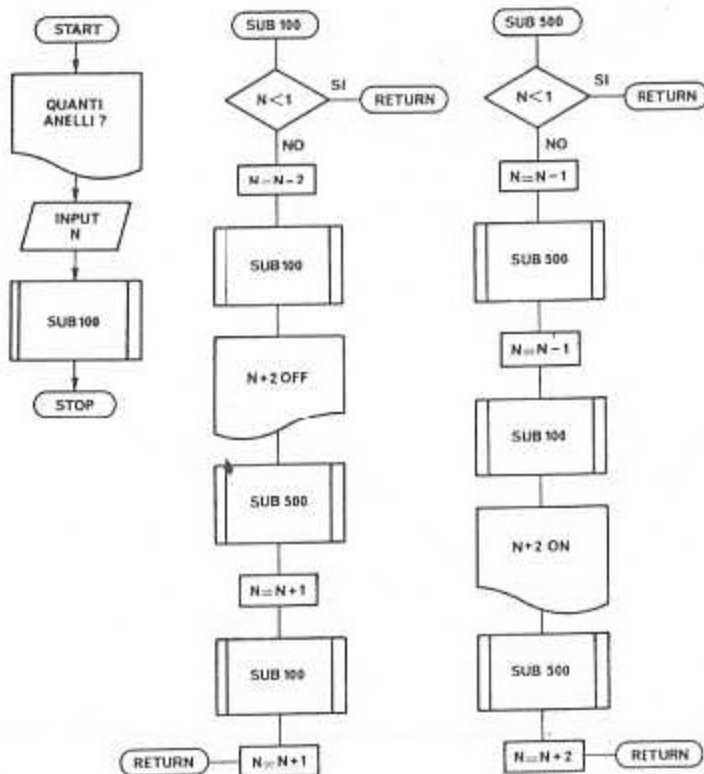 START
QUANTI
ANELLI ?
INPUT
N
SUB 100
STOP
SUB 100
N<1
SI
RETURN
NO
N=N-2
SUB 100
N+2 OFF
SUB 500
N=N+1
SUB 100
N=N+1
RETURN
SUB 500
N<1
SI
RETURN
NO
N=N-1
SUB 500
N=N-1
SUB 100
N+2 ON
SUB 500
N=N+2
RETURN